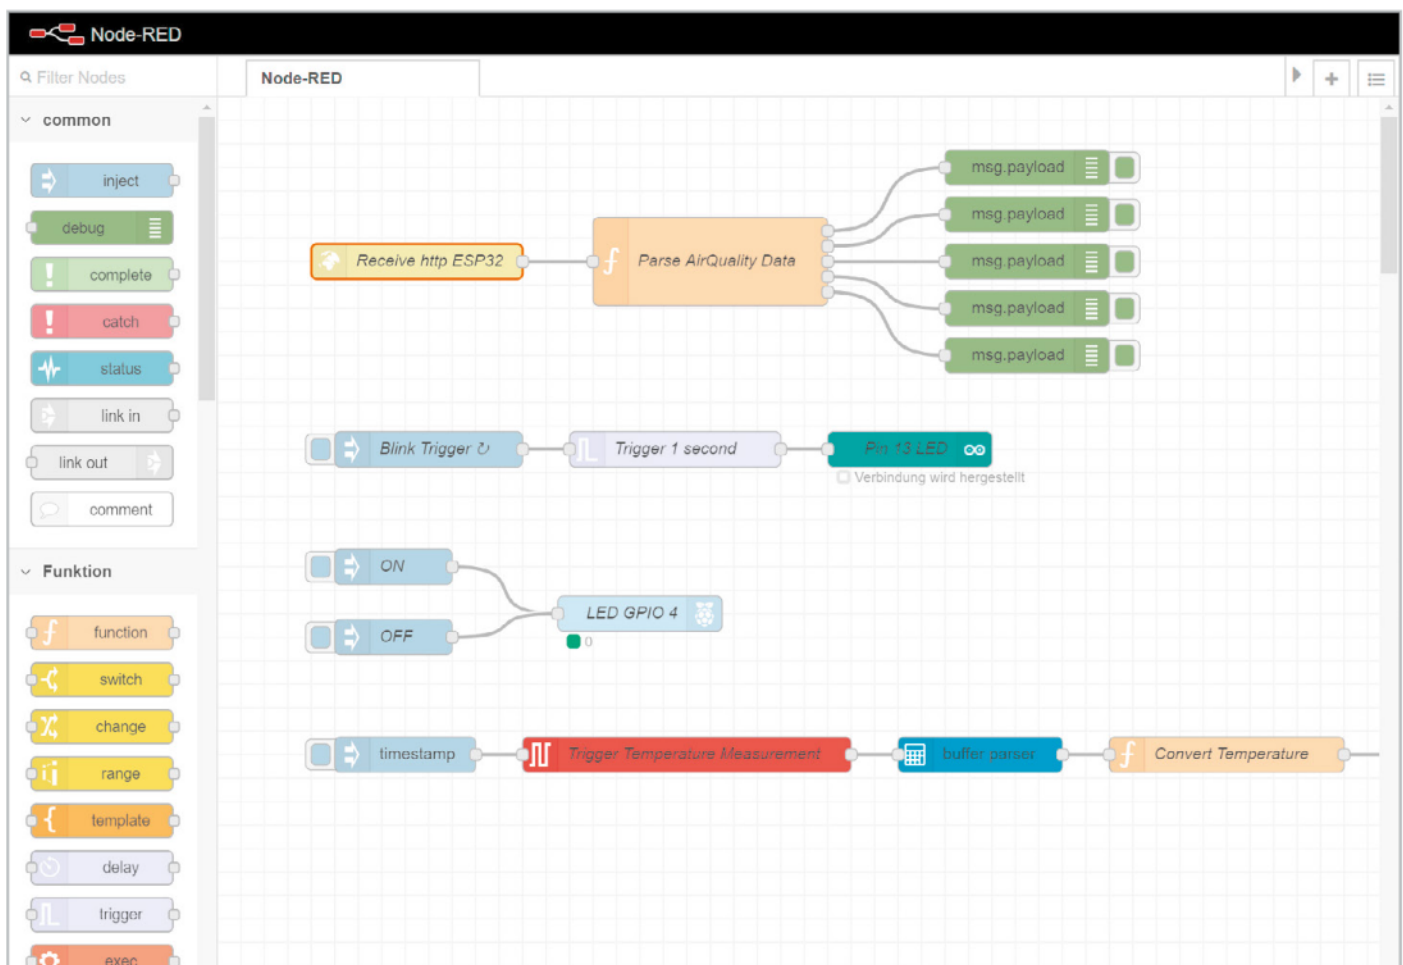 Node-RED
Filter Nodes
Node-RED
common
inject
debug
complete
catch
status
link in
link out
comment
Funktion
function
switch
change
range
template
delay
trigger
exec
msg.payload
msg.payload
Receive http ESP32
Parse AirQuality Data
msg.payload
msg.payload
msg.payload
Blink Trigger ↻
Trigger 1 second
Pin 13 LED
Verbindung wird hergestellt
ON
LED GPIO 4
OFF
0
timestamp
Trigger Temperature Measurement
buffer parser
Convert Temperature